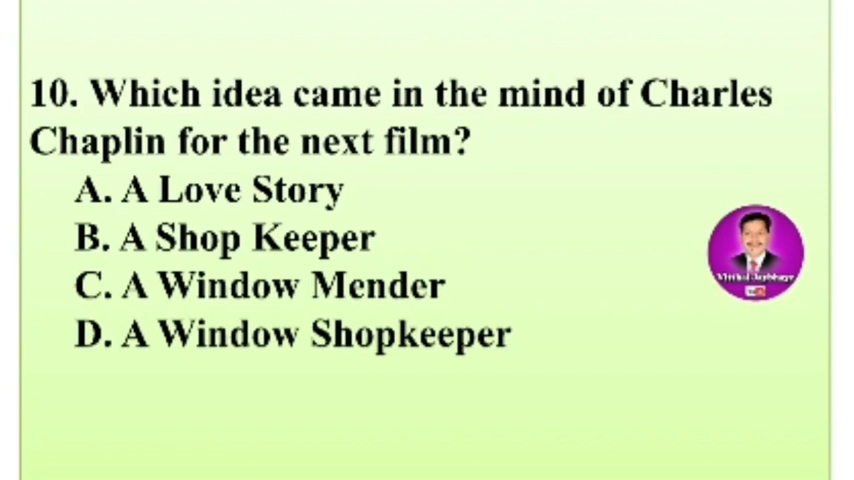 10. Which idea came in the mind of Charles
Chaplin for the next film?
A. A Love Story
B. A Shop Keeper
C. A Window Mender
D. A Window Shopkeeper